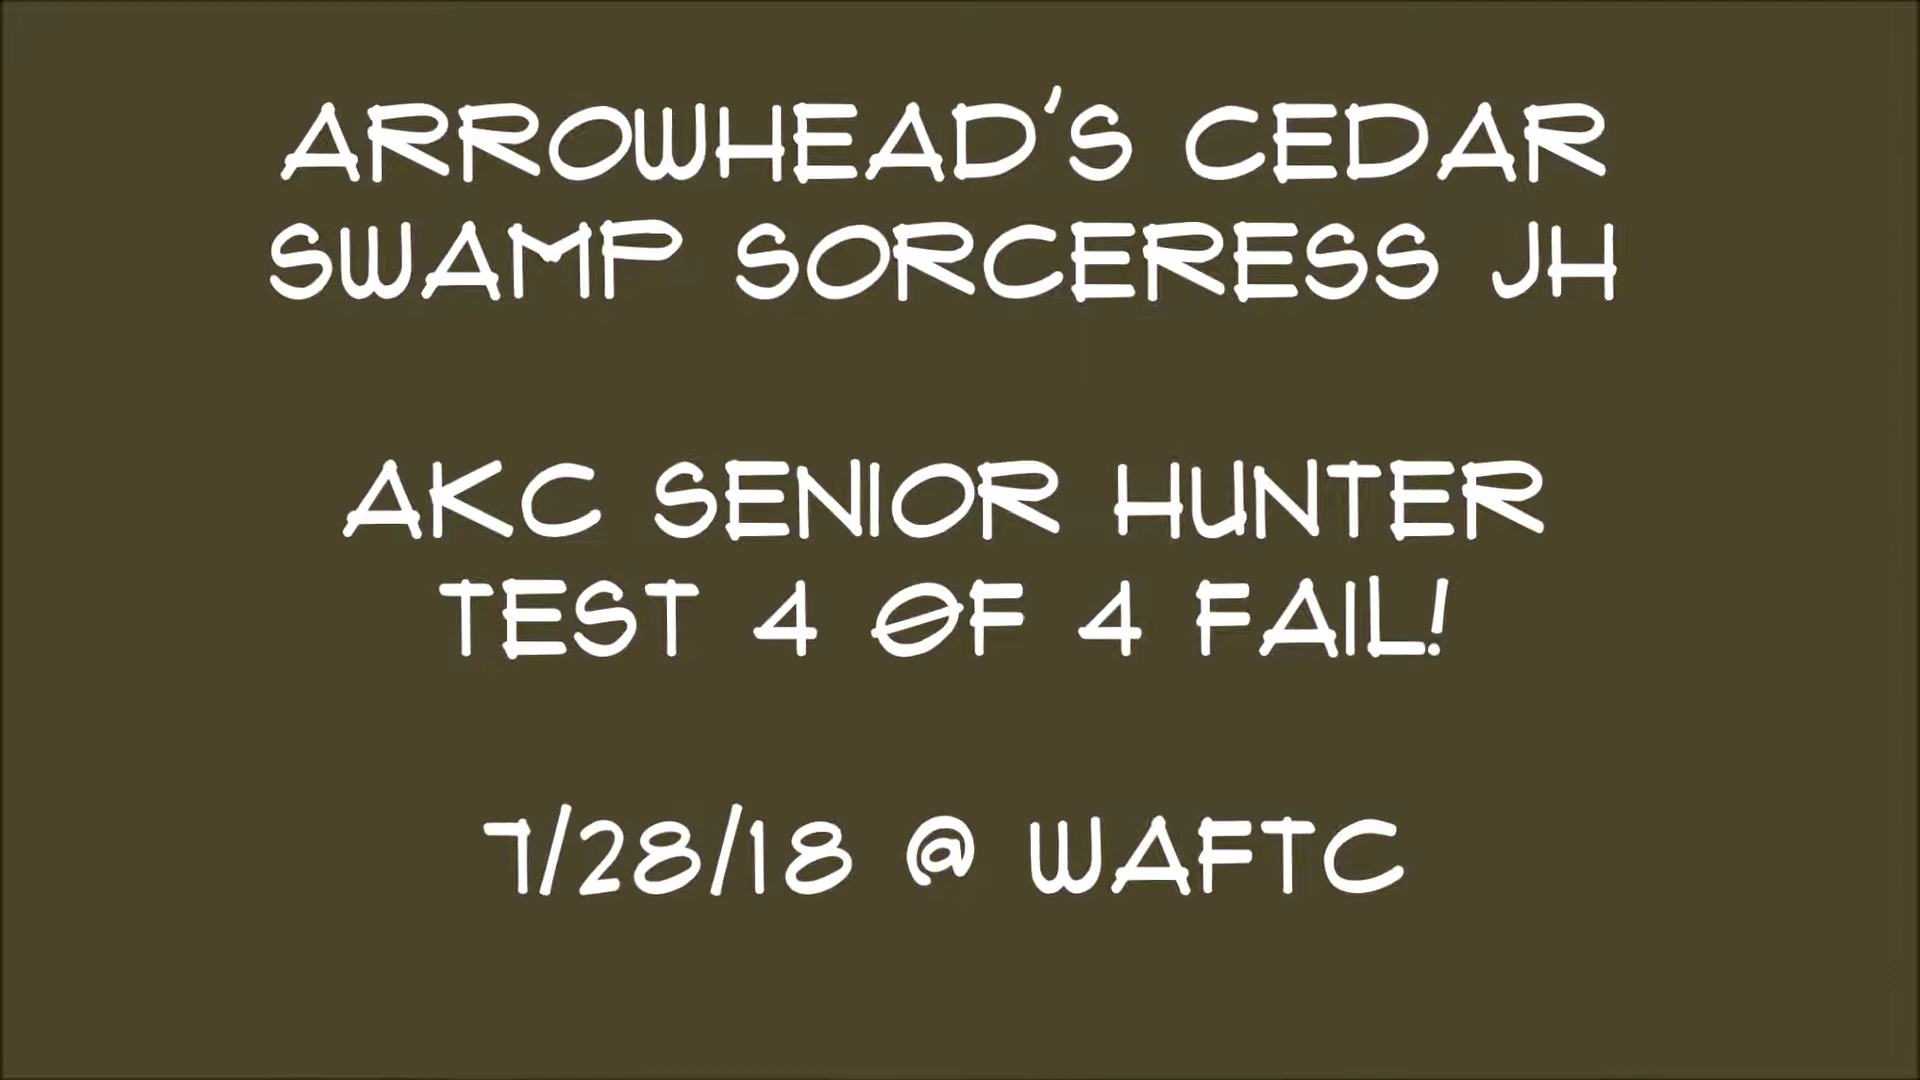 ARROWHEAD'S CEDAR
SWAMP SORCERESS JH
AKC SENIOR HUNTER
TEST 4 OF 4 FAIL!
7/28/18 @ WAFTC